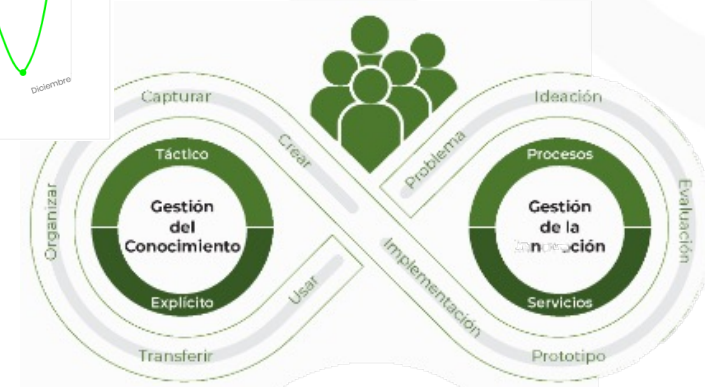 Diciembre
Capturar
Crear
Organizar
Táctico
Gestión
del
Conocimiento
Explícito
Usar
Transferir
Problema
Ideación
Evaluación
Procesos
Gestión
de la
Servicios
Prototipo
Implementación